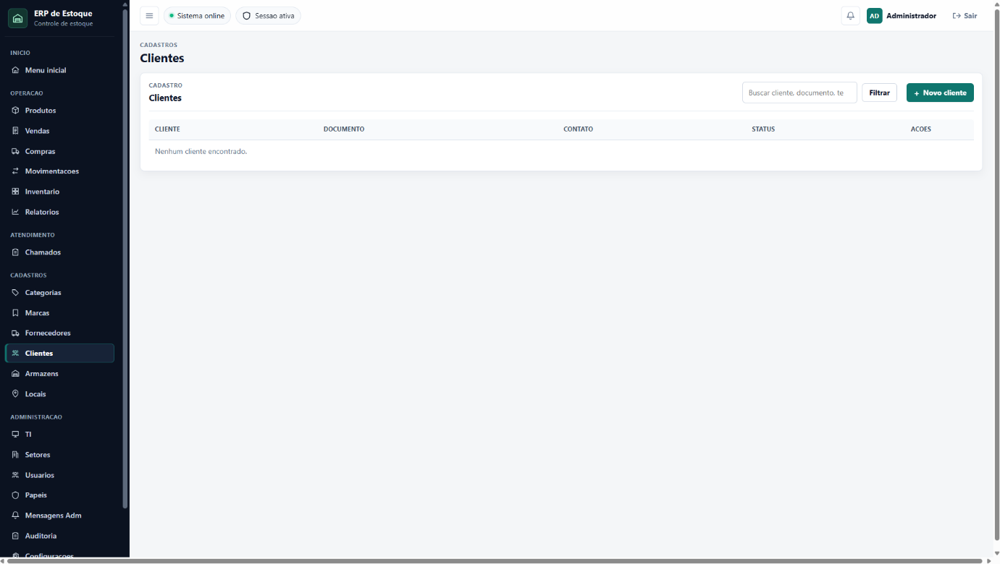 ERP de Estoque
Controle de estoque
INICIO
Menu inicial
OPERACAO
Produtos
Vendas
Compras
Movimentacoes
Inventario
Relatorios
ATENDIMENTO
Chamados
CADASTROS
Categorias
Marcas
Fornecedores
Clientes
Armazens
Locais
ADMINISTRACAO
TI
Setores
Usuarios
Papeis
Mensagens Adm
Auditoria
Configuracoes
Sistema online
Sessao ativa
AD Administrador
Sair
CADASTROS
Clientes
CADASTRO
Clientes
Buscar cliente, documento, te
Filtrar
+ Novo cliente
CLIENTE DOCUMENTO CONTATO STATUS ACOES
Nenhum cliente encontrado.